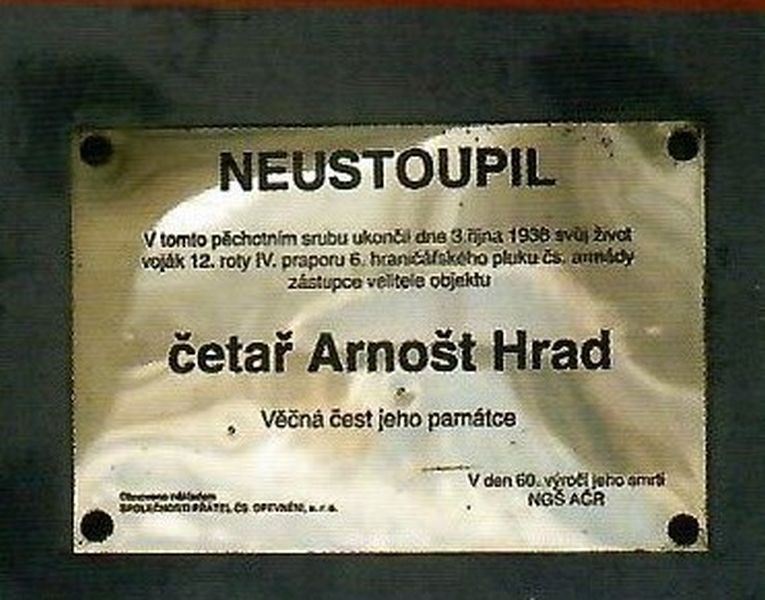 NEUSTOUPIL
V tomto pěchotním srubu ukončil dne 3.října 1938 svůj život
voják 12. roty IV. praporu 6. hraničářského pluku čs. armády
zástupce velitele objektu
četař Arnošt Hrad
Věčná čest jeho památce
V den 60. výročí jeho smrti
NGŠ AČR
Obnoveno nákladem
SPOLEČNOSTI PŘÁTEL ČS. OPEVNĚNÍ, s.r.o.